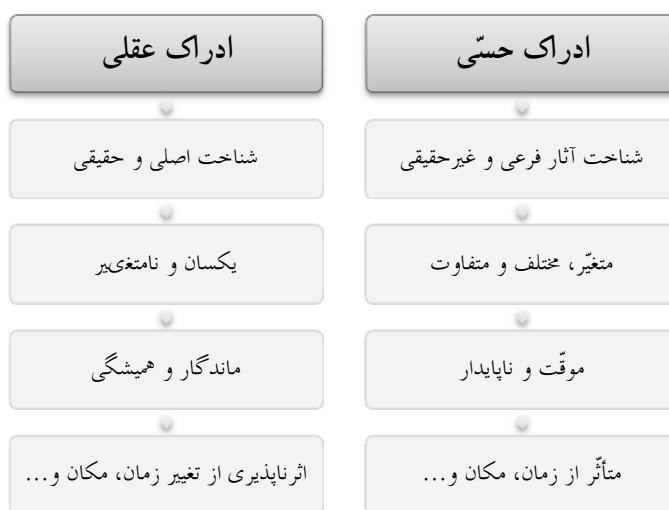 ادراک حسّی
شناخت آثار فرعی و غیرحقیقی
متغیّر، مختلف و متفاوت
موقّت و ناپایدار
متأثّر از زمان، مکان و...
ادراک عقلی
شناخت اصلی و حقیقی
یکسان و نامتغییر
ماندگار و همیشگی
اثرناپذیری از تغییر زمان، مکان و...